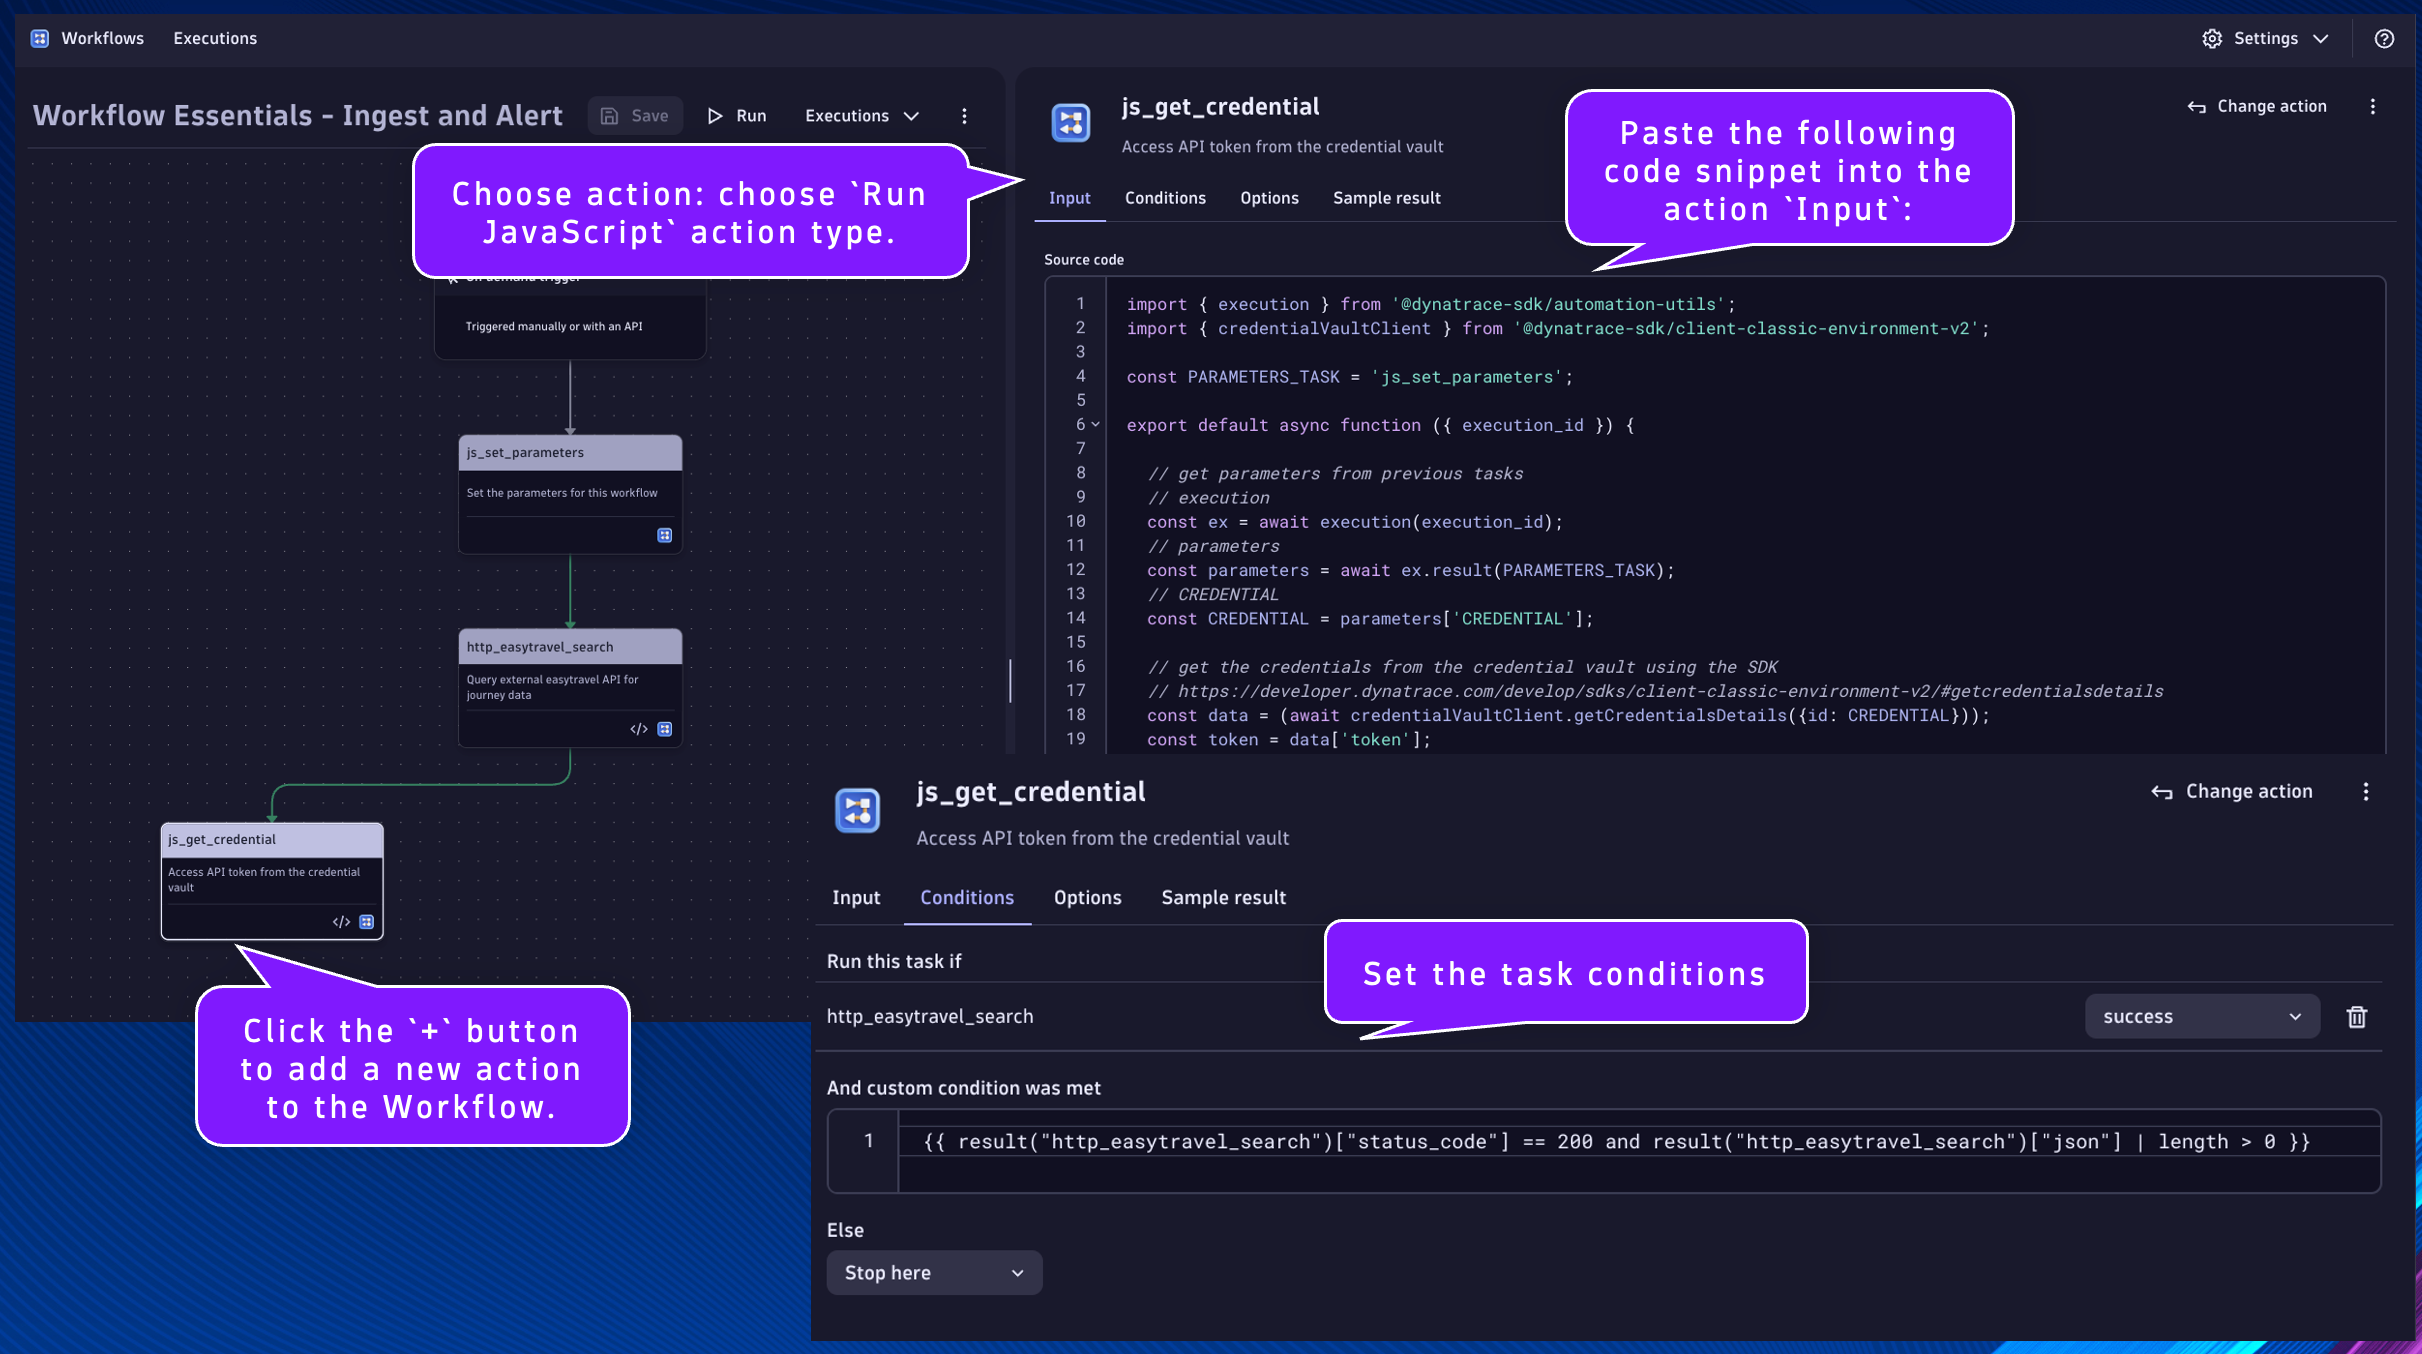 Workflows
Executions
Settings
Workflow Essentials - Ingest and Alert
Save
Run
Executions
Choose action: choose `Run
JavaScript` action type.
On demand trigger
Triggered manually or with an API
js_set_parameters
Set the parameters for this workflow
http_easytravel_search
Query external easytravel API for
journey data
</>
js_get_credential
Access API token from the credential
vault
</>
Click the `+` button
to add a new action
to the Workflow.
js_get_credential
Access API token from the credential vault
Change action
Paste the following
code snippet into the
action `Input`:
Input
Conditions
Options
Sample result
Source code
1 import { execution } from '@dynatrace-sdk/automation-utils';
2 import { credentialVaultClient } from '@dynatrace-sdk/client-classic-environment-v2';
3
4 const PARAMETERS_TASK = 'js_set_parameters';
5
6 export default async function ({ execution_id }) {
7
8 // get parameters from previous tasks
9 // execution
10 const ex = await execution(execution_id);
11 // parameters
12 const parameters = await ex.result(PARAMETERS_TASK);
13 // CREDENTIAL
14 const CREDENTIAL = parameters['CREDENTIAL'];
15
16 // get the credentials from the credential vault using the SDK
17 // https://developer.dynatrace.com/develop/sdks/client-classic-environment-v2/#getcredentialsdetails
18 const data = (await credentialVaultClient.getCredentialsDetails({id: CREDENTIAL}));
19 const token = data['token'];
js_get_credential
Access API token from the credential vault
Change action
Input
Conditions
Options
Sample result
Run this task if
Set the task conditions
http_easytravel_search
success
And custom condition was met
1 {{ result("http_easytravel_search")["status_code"] == 200 and result("http_easytravel_search")["json"] | length > 0 }}
Else
Stop here